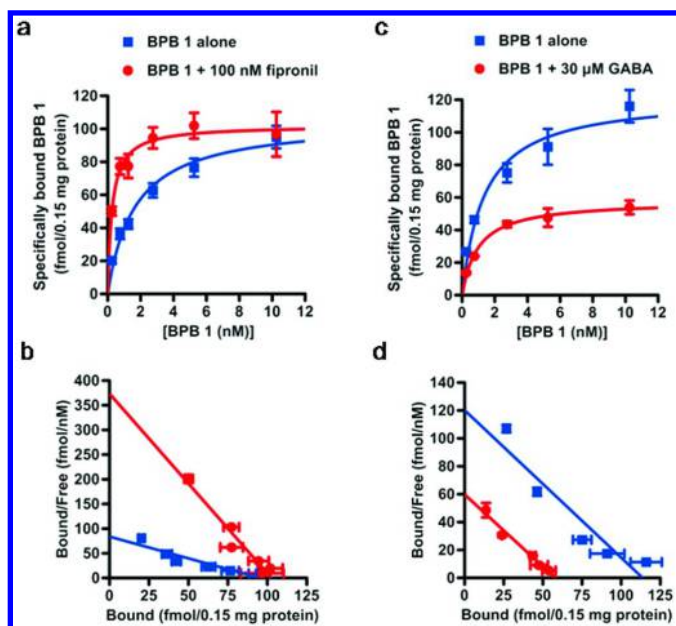 a
BPB 1 alone
BPB 1 + 100 nM fipronil
Specifically bound BPB 1
(fmol/0.15 mg protein)
120
100
80
60
40
20
0
0 2 4 6 8 10 12
[BPB 1 (nM)]
c
BPB 1 alone
BPB 1 + 30 µM GABA
Specifically bound BPB 1
(fmol/0.15 mg protein)
120
100
80
60
40
20
0
0 2 4 6 8 10 12
[BPB 1 (nM)]
b
Bound/Free (fmol/nM)
400
350
300
250
200
150
100
50
0
0 25 50 75 100 125
Bound (fmol/0.15 mg protein)
d
Bound/Free (fmol/nM)
140
120
100
80
60
40
20
0
0 25 50 75 100 125
Bound (fmol/0.15 mg protein)